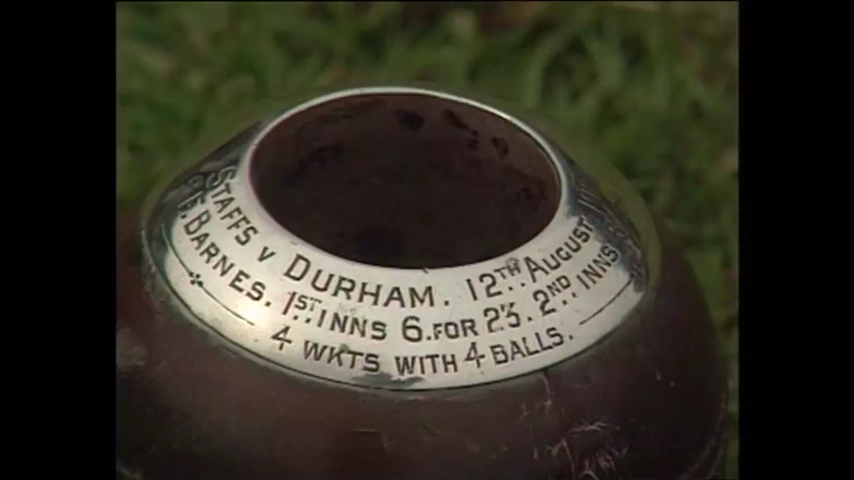 STAFFS V DURHAM. 12TH AUGUST
F. BARNES. 1ST INNS 6 FOR 23. 2ND INNS
4 WKTS WITH 4 BALLS.